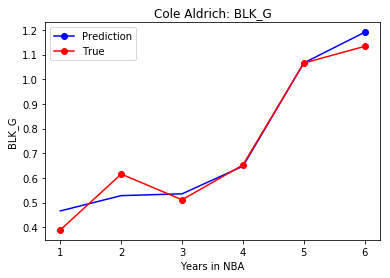 Cole Aldrich: BLK_G
Prediction
True
1.2
1.1
1.0
0.9
0.8
0.7
0.6
0.5
0.4
BLK_G
1 2 3 4 5 6
Years in NBA